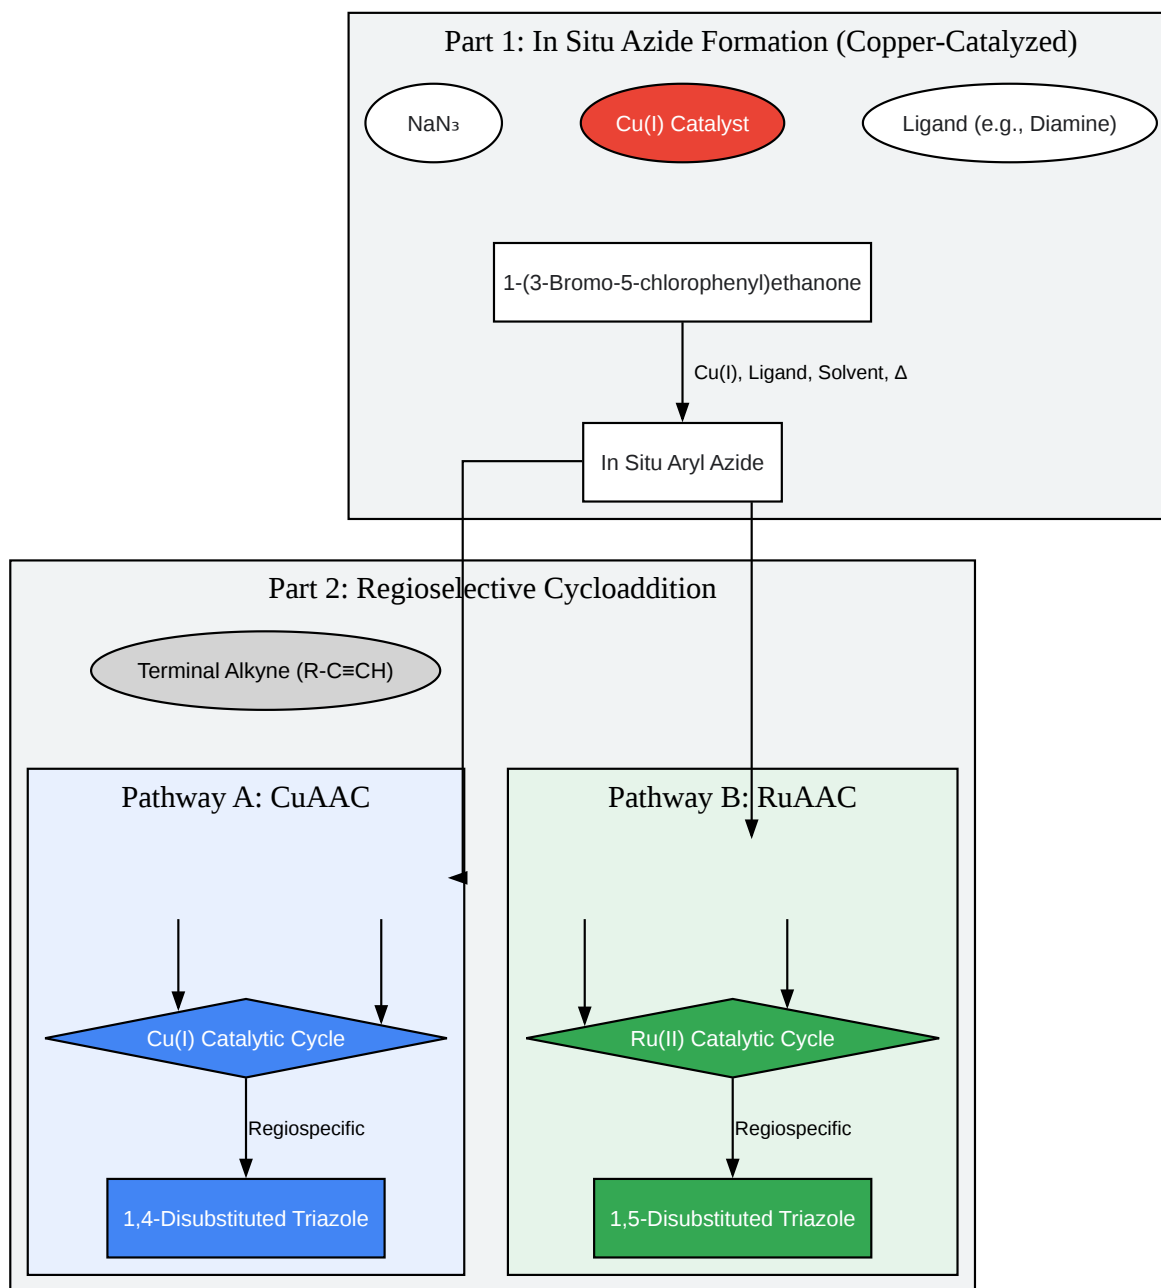 Part 1: In Situ Azide Formation (Copper-Catalyzed)
NaN₃
Cu(I) Catalyst
Ligand (e.g., Diamine)
1-(3-Bromo-5-chlorophenyl)ethanone
Cu(I), Ligand, Solvent, Δ
In Situ Aryl Azide
Part 2: Regioselective Cycloaddition
Terminal Alkyne (R-C≡CH)
Pathway A: CuAAC
Pathway B: RuAAC
Cu(I) Catalytic Cycle
Ru(II) Catalytic Cycle
Regiospecific
Regiospecific
1,4-Disubstituted Triazole
1,5-Disubstituted Triazole